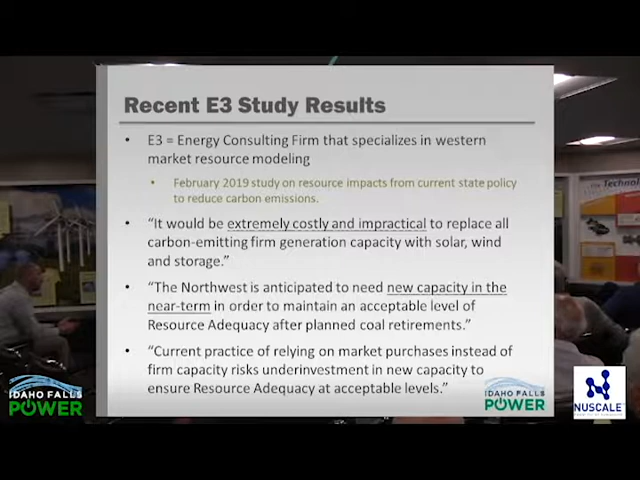 Recent E3 Study Results
• E3 = Energy Consulting Firm that specializes in western
market resource modeling
• February 2019 study on resource impacts from current state policy
to reduce carbon emissions.
• “It would be extremely costly and impractical to replace all
carbon-emitting firm generation capacity with solar, wind
and storage.”
• “The Northwest is anticipated to need new capacity in the
near-term in order to maintain an acceptable level of
Resource Adequacy after planned coal retirements.”
• “Current practice of relying on market purchases instead of
firm capacity risks underinvestment in new capacity to
ensure Resource Adequacy at acceptable levels.”
IDAHO FALLS
POWER
IDAHO FALLS
POWER
NUSCALE
the Technol